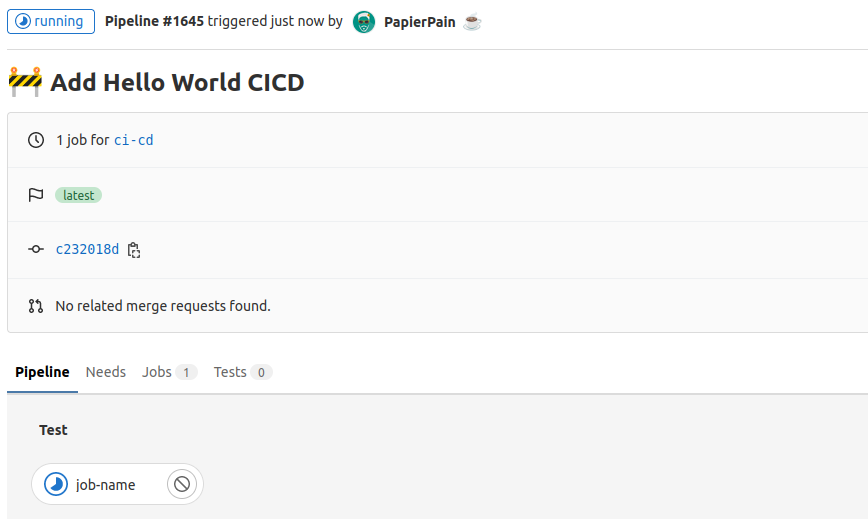 running Pipeline #1645 triggered just now by PapierPain ☕
🚧 Add Hello World CICD
1 job for ci-cd
latest
c232018d
No related merge requests found.
Pipeline Needs Jobs 1 Tests 0
Test
job-name